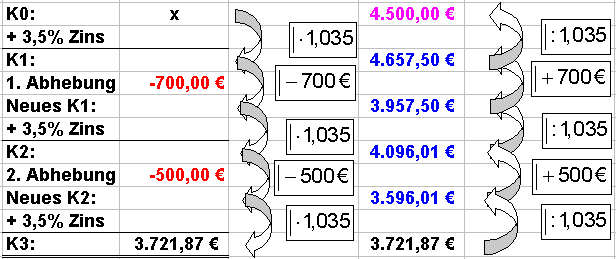 K0: x 4.500,00 €
+ 3,5% Zins |·1,035 |:1,035
K1: 4.657,50 €
1. Abhebung -700,00 € |−700€ |+700€
Neues K1: 3.957,50 €
+ 3,5% Zins |·1,035 |:1,035
K2: 4.096,01 €
2. Abhebung -500,00 € |−500€ |+500€
Neues K2: 3.596,01 €
+ 3,5% Zins |·1,035 |:1,035
K3: 3.721,87 € 3.721,87 €